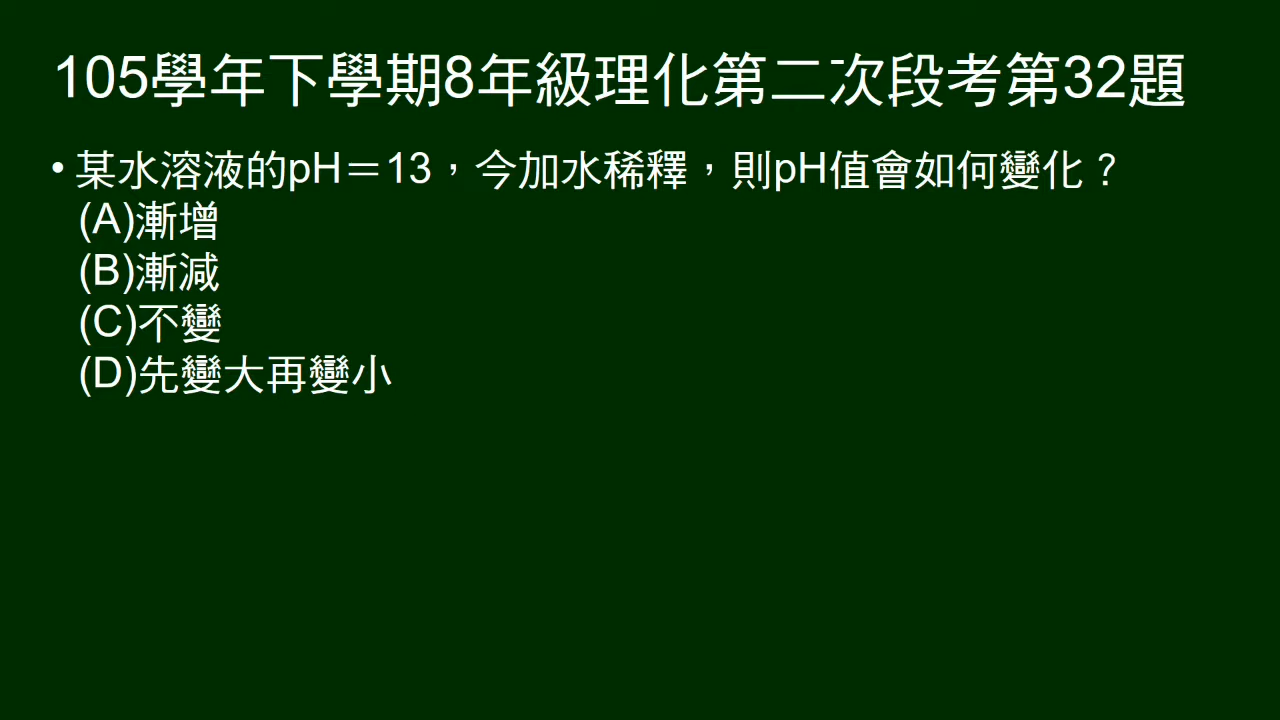 105學年下學期8年級理化第二次段考第32題
• 某水溶液的pH＝13，今加水稀釋，則pH值會如何變化？
(A)漸增
(B)漸減
(C)不變
(D)先變大再變小